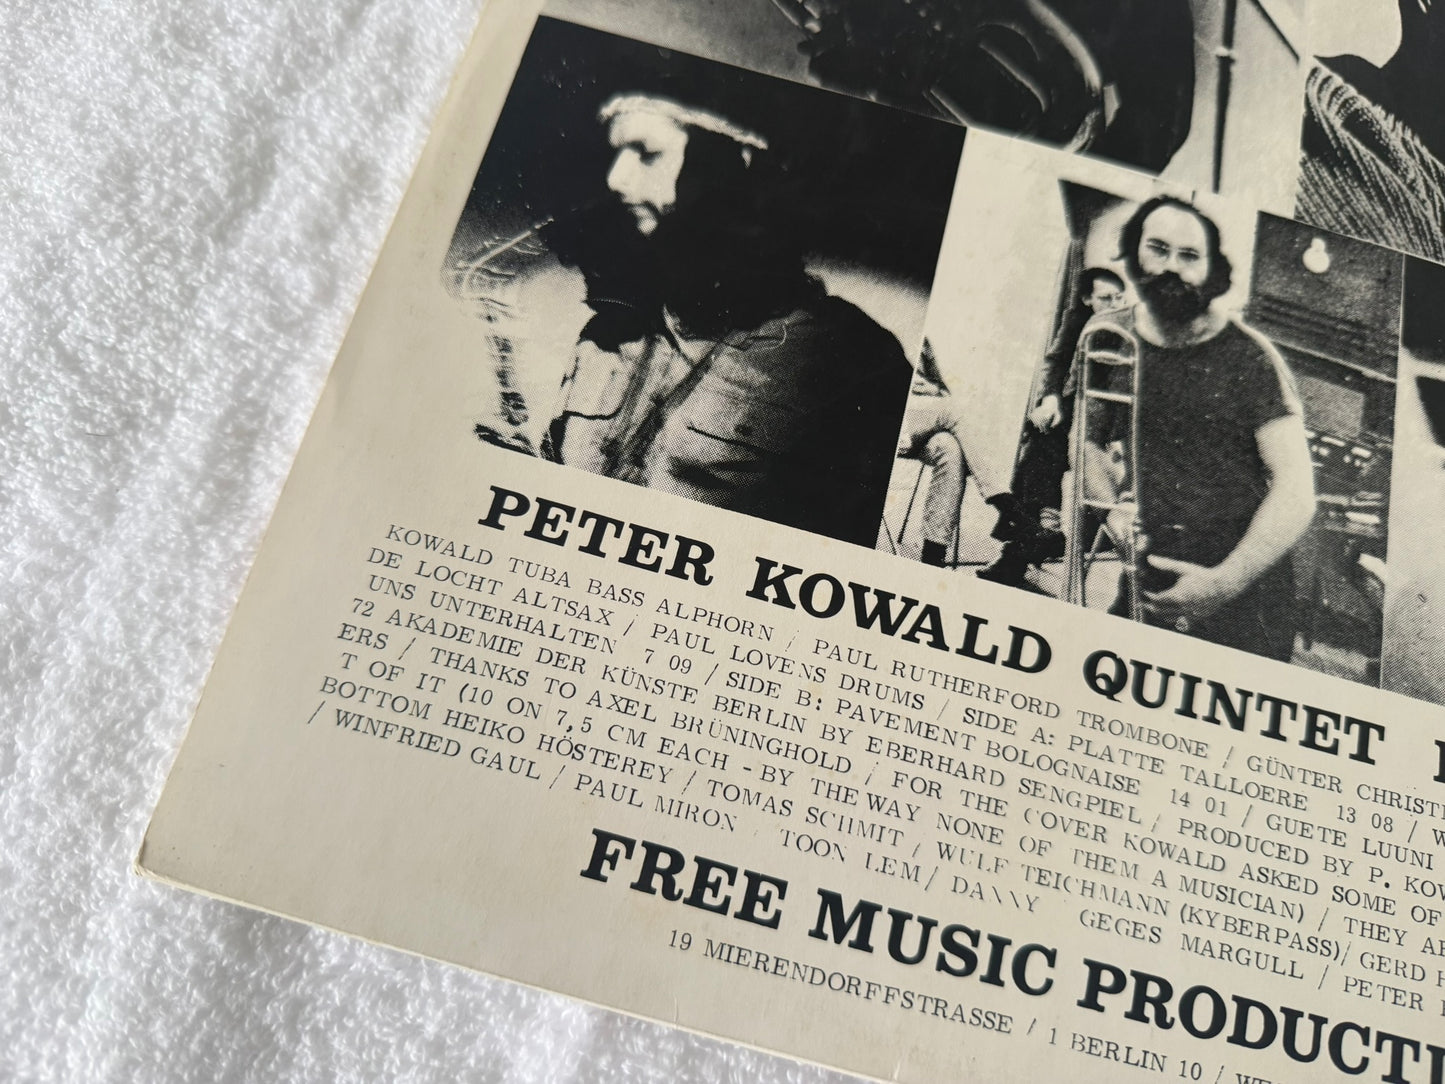 PETER KOWALD QUINTET
KOWALD TUBA BASS ALPHORN / PAUL RUTHERFORD TROMBONE / GÜNTER CHRIST
DE LOCHT ALTSAX / PAUL LOVENS DRUMS / SIDE A: PLATTE TALLOERE 13 08 / W
UNS UNTERHALTEN 7 09 / SIDE B: PAVEMENT BOLOGNAISE 14 01 / GUETE LUUNI
72 AKADEMIE DER KÜNSTE BERLIN BY EBERHARD SENGPIEL / PRODUCED BY P. KOW
ERS / THANKS TO AXEL BRÜNINGHOLD / FOR THE COVER KOWALD ASKED SOME OF
T OF IT (10 ON 7,5 CM EACH - BY THE WAY NONE OF THEM A MUSICIAN) / THEY AR
BOTTOM HEIKO HÖSTEREY / TOMAS SCHMIT / WULF TEICHMANN (KYBERPASS)/ GERD
/ WINFRIED GAUL / PAUL MIRON / TOON LEM/ DANNY GEGES MARGULL / PETER
FREE MUSIC PRODUCTI
19 MIERENDORFFSTRASSE / 1 BERLIN 10 /